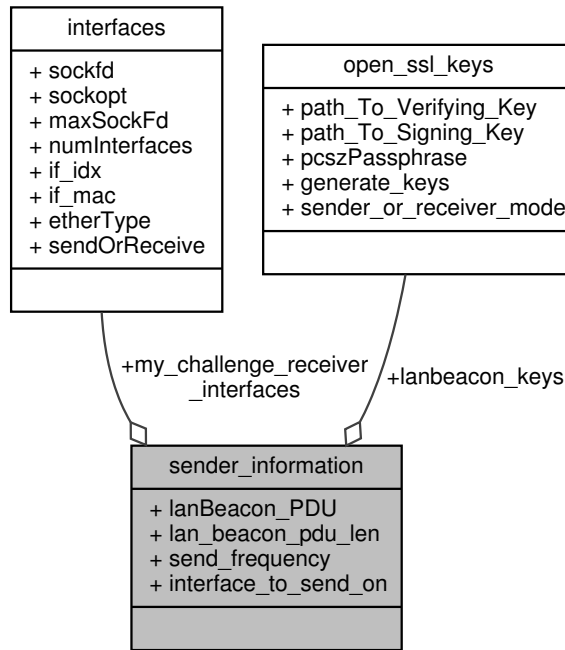 interfaces
+ sockfd
+ sockopt
+ maxSockFd
+ numInterfaces
+ if_idx
+ if_mac
+ etherType
+ sendOrReceive
open_ssl_keys
+ path_To_Verifying_Key
+ path_To_Signing_Key
+ pcszPassphrase
+ generate_keys
+ sender_or_receiver_mode
+my_challenge_receiver
_interfaces
+lanbeacon_keys
sender_information
+ lanBeacon_PDU
+ lan_beacon_pdu_len
+ send_frequency
+ interface_to_send_on